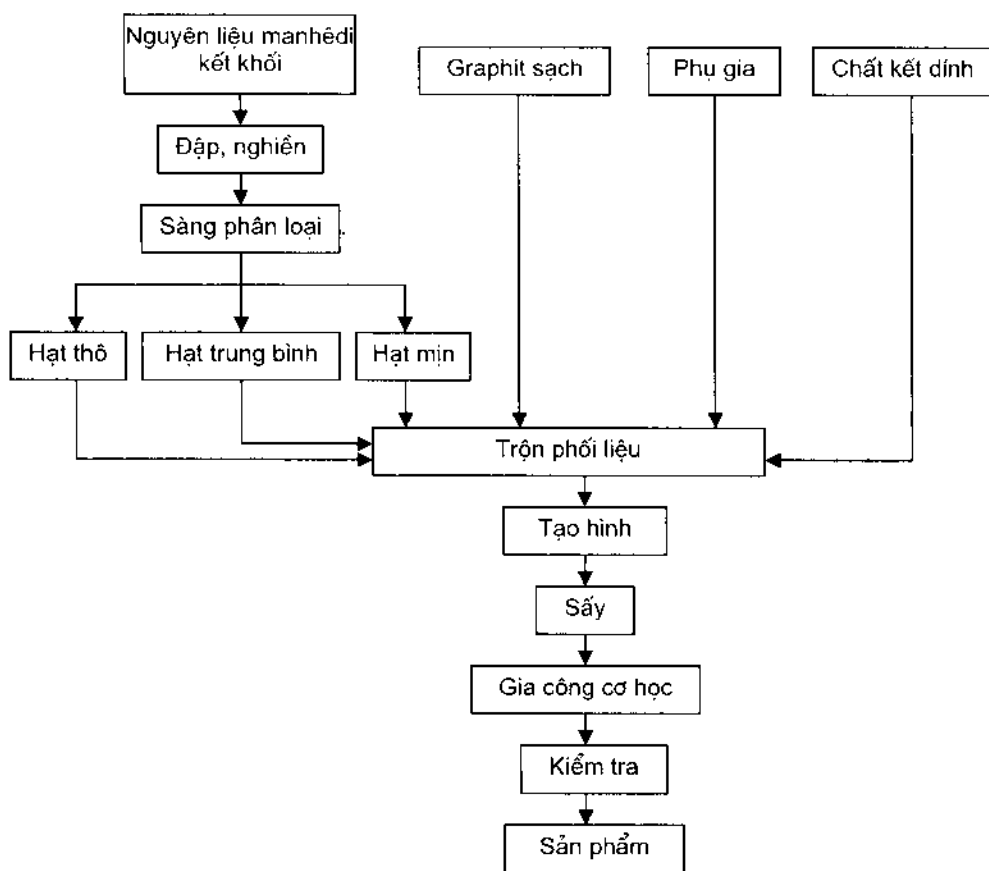 Nguyên liệu manhêdi
kết khối
Graphit sạch
Phụ gia
Chất kết dính
Đập, nghiền
Sàng phân loại
Hạt thô
Hạt trung bình
Hạt mịn
Trộn phối liệu
Tạo hình
Sấy
Gia công cơ học
Kiểm tra
Sản phẩm